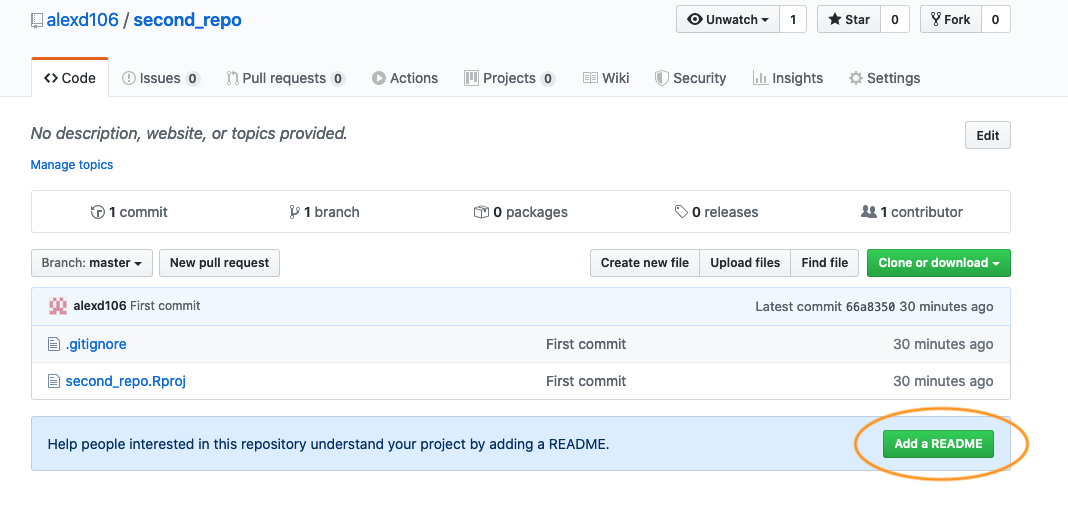 alexd106 / second_repo
Unwatch 1 Star 0 Fork 0
Code Issues 0 Pull requests 0 Actions Projects 0 Wiki Security Insights Settings
No description, website, or topics provided. Edit
Manage topics
1 commit 1 branch 0 packages 0 releases 1 contributor
Branch: master New pull request Create new file Upload files Find file Clone or download
alexd106 First commit Latest commit 66a8350 30 minutes ago
.gitignore First commit 30 minutes ago
second_repo.Rproj First commit 30 minutes ago
Help people interested in this repository understand your project by adding a README. Add a README